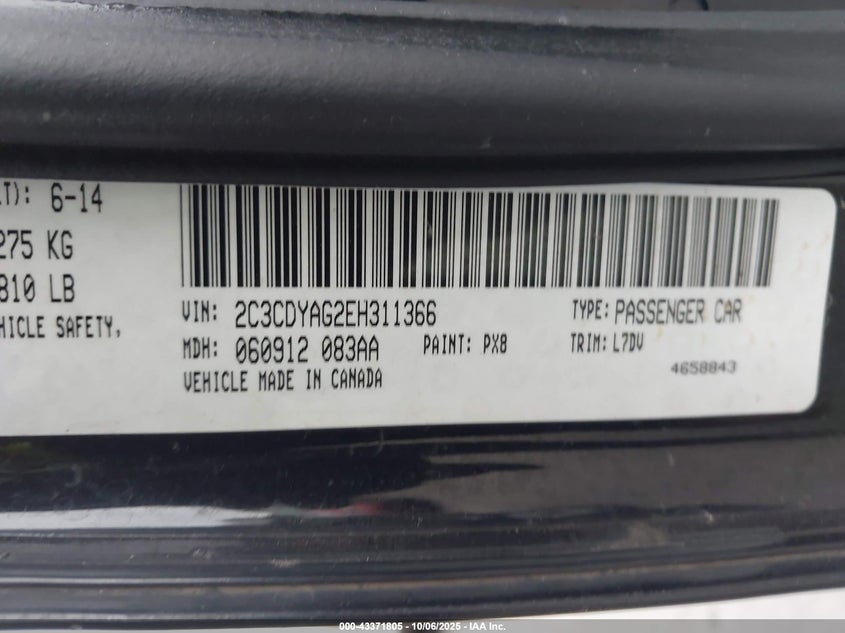 LT): 6-14
275 KG
810 LB
HICLE SAFETY,
VIN: 2C3CDYAG2EH311366 TYPE: PASSENGER CAR
MDH: 060912 083AA PAINT: PX8 TRIM: L7DV
VEHICLE MADE IN CANADA 4658843
000-43371805 - 10/06/2025 - IAA Inc.